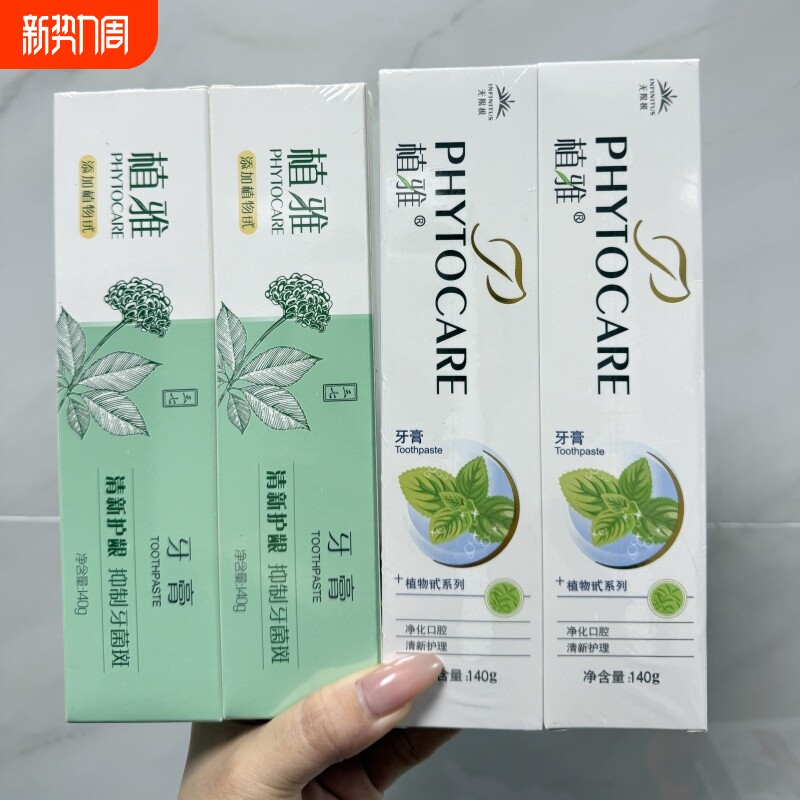 新势力周
植雅
PHYTOCARE
添加植物甙
三七
牙膏
TOOTHPASTE
清新护龈 抑制牙菌斑
净含量:140g
植雅
PHYTOCARE
添加植物甙
三七
牙膏
TOOTHPASTE
清新护龈 抑制牙菌斑
净含量:140g
INFINITUS
无限极
PHYTOCARE
植雅®
牙膏
Toothpaste
+植物甙系列
净化口腔
清新护理
含量:140g
INFINITUS
无限极
PHYTOCARE
植雅®
牙膏
Toothpaste
+植物甙系列
净化口腔
清新护理
净含量:140g